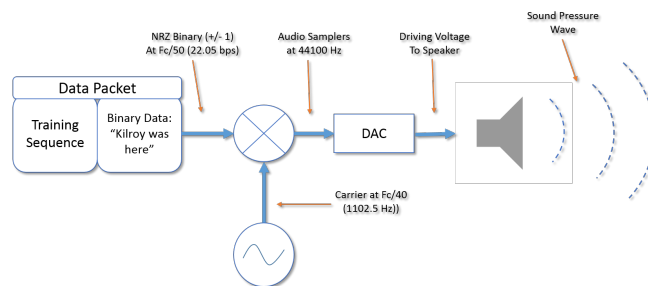 Sound Pressure
Wave
NRZ Binary (+/- 1)
At Fc/50 (22.05 bps)
Audio Samplers
at 44100 Hz
Driving Voltage
To Speaker
Data Packet
Training
Sequence
Binary Data:
“Kilroy was
here”
DAC
Carrier at Fc/40
(1102.5 Hz))